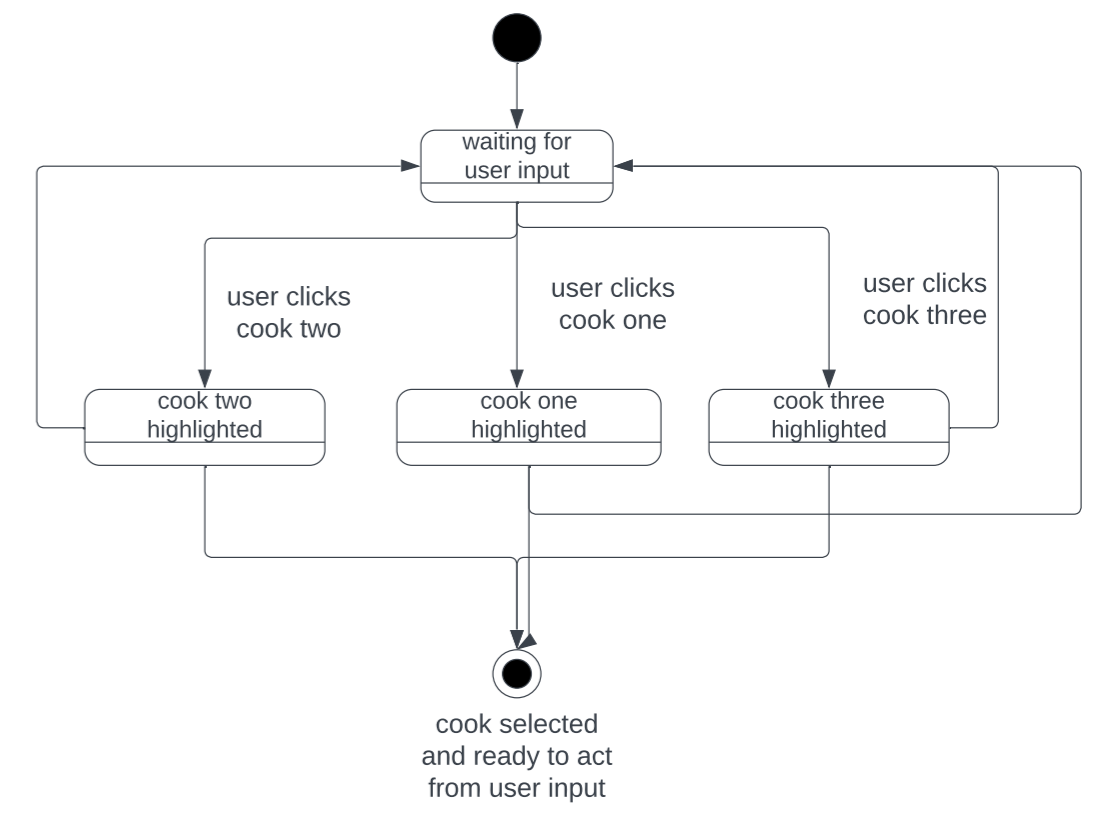 waiting for
user input
user clicks
cook two
user clicks
cook one
user clicks
cook three
cook two
highlighted
cook one
highlighted
cook three
highlighted
cook selected
and ready to act
from user input